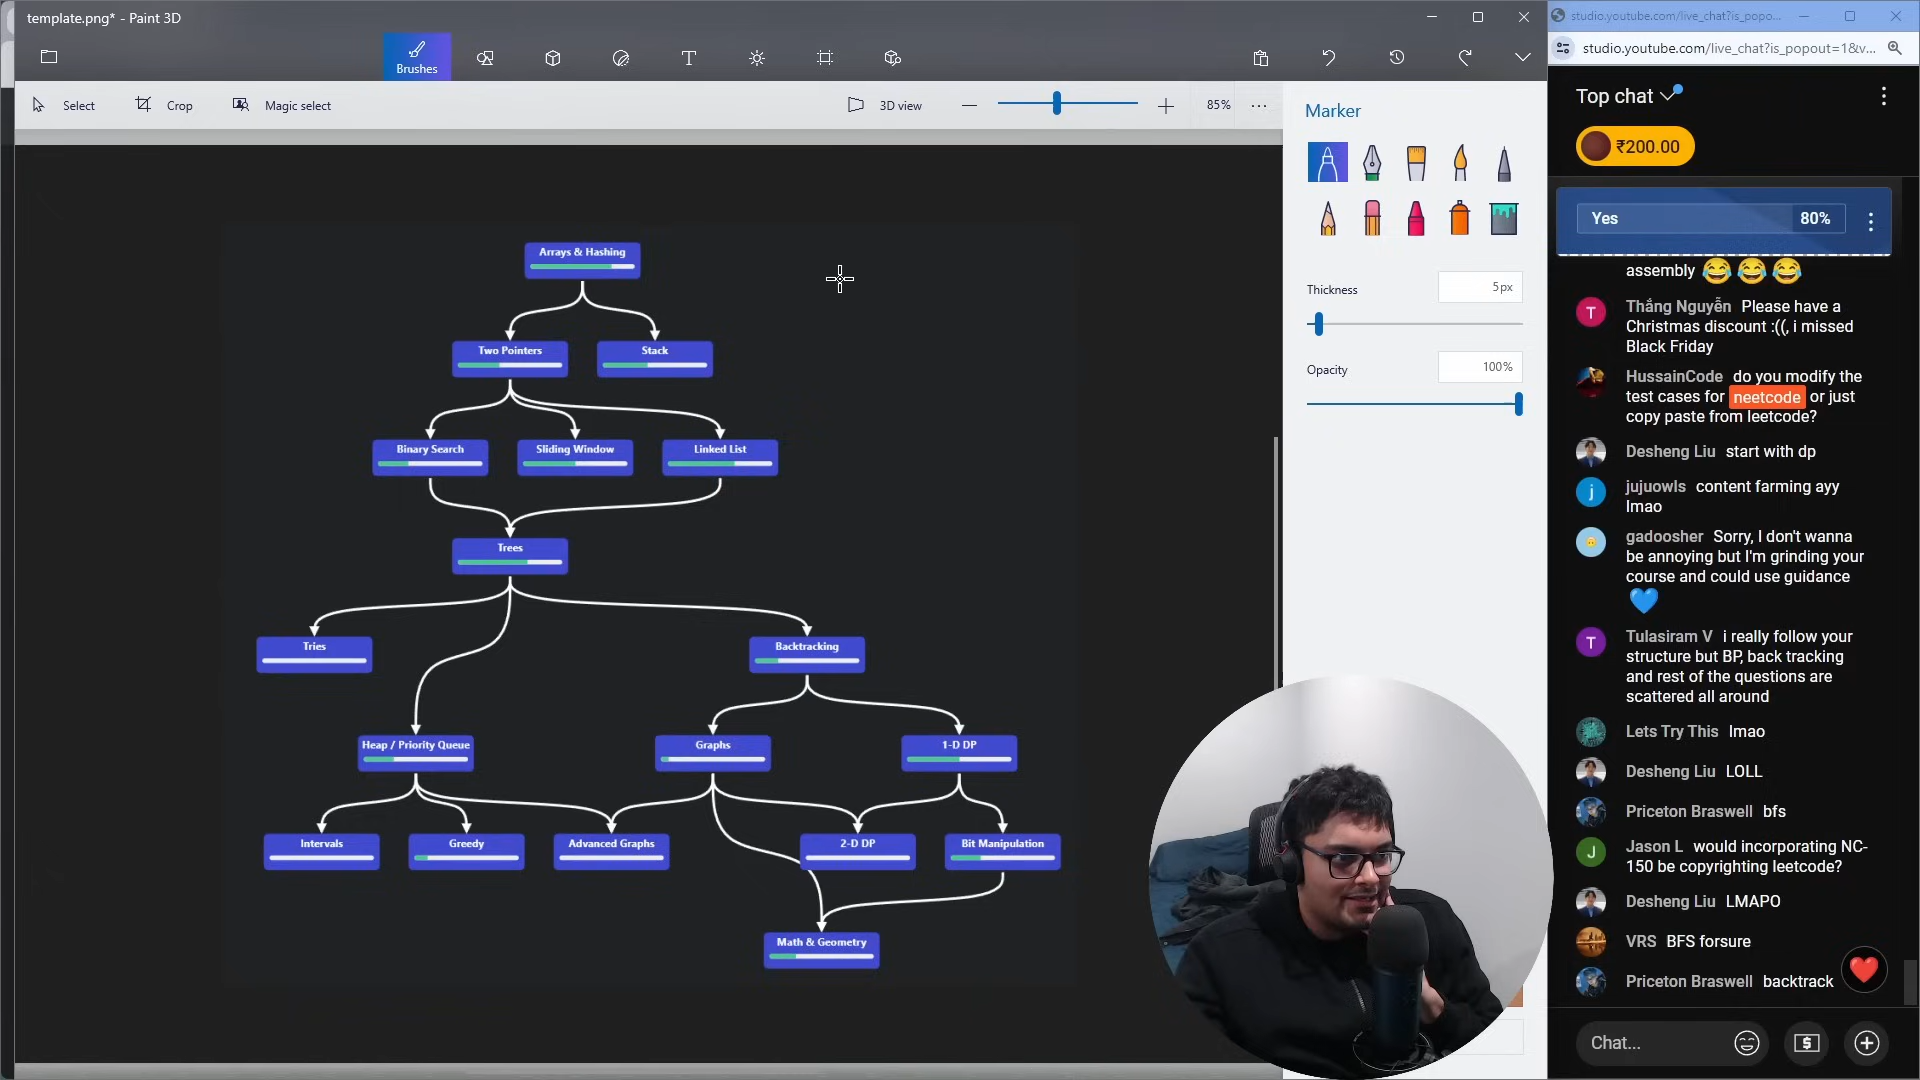 template.png* - Paint 3D
Brushes
Select
Crop
Magic select
3D view
85%
Marker
Thickness
5px
Opacity
100%
Arrays & Hashing
Two Pointers
Stack
Binary Search
Sliding Window
Linked List
Trees
Tries
Backtracking
Heap / Priority Queue
Graphs
1-D DP
Intervals
Greedy
Advanced Graphs
2-D DP
Bit Manipulation
Math & Geometry
studio.youtube.com/live_chat?is_popo...
studio.youtube.com/live_chat?is_popout=1&v...
Top chat
₹200.00
Yes
80%
assembly 😂😂😂
T
Thắng Nguyễn Please have a
Christmas discount :((, i missed
Black Friday
HussainCode do you modify the
test cases for neetcode or just
copy paste from leetcode?
Desheng Liu start with dp
j
jujuowls content farming ayy
lmao
gadoosher Sorry, I don't wanna
be annoying but I'm grinding your
course and could use guidance
💙
T
Tulasiram V i really follow your
structure but BP, back tracking
and rest of the questions are
scattered all around
Lets Try This lmao
Desheng Liu LOLL
Priceton Braswell bfs
J
Jason L would incorporating NC-
150 be copyrighting leetcode?
Desheng Liu LMAPO
VRS BFS forsure
Priceton Braswell backtrack
Chat...